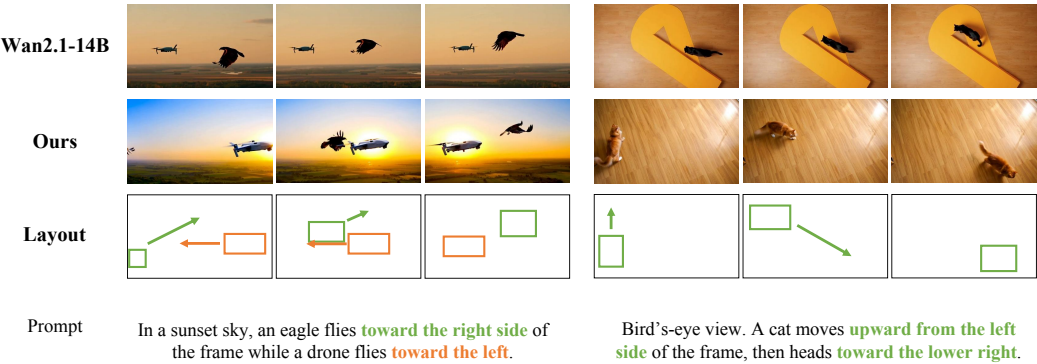 Wan2.1-14B
Ours
Layout
Prompt
In a sunset sky, an eagle flies toward the right side of
the frame while a drone flies toward the left.
Bird's-eye view. A cat moves upward from the left
side of the frame, then heads toward the lower right.